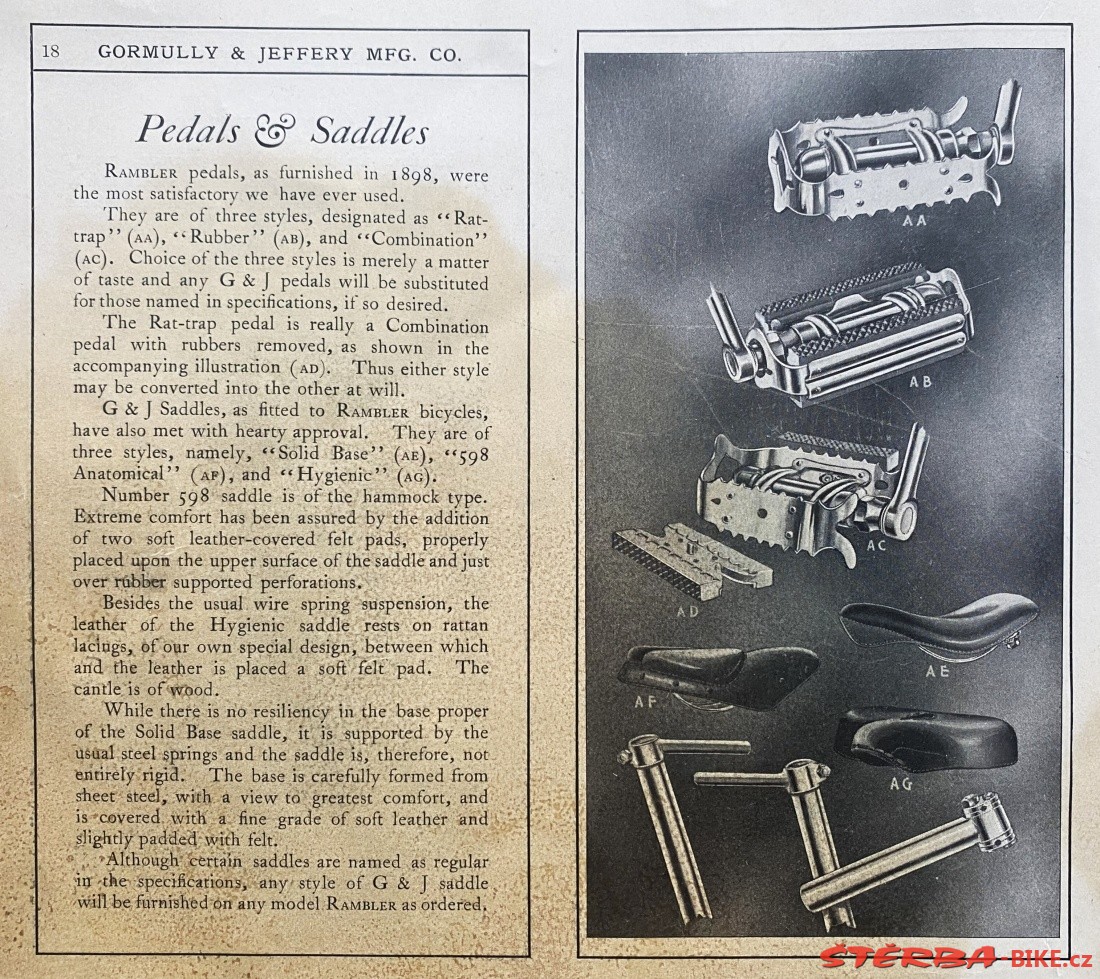 18 GORMULLY & JEFFERY MFG. CO.
Pedals & Saddles
RAMBLER pedals, as furnished in 1898, were
the most satisfactory we have ever used.
They are of three styles, designated as “Rat-
trap” (AA), “Rubber” (AB), and “Combination”
(AC). Choice of the three styles is merely a matter
of taste and any G & J pedals will be substituted
for those named in specifications, if so desired.
The Rat-trap pedal is really a Combination
pedal with rubbers removed, as shown in the
accompanying illustration (AD). Thus either style
may be converted into the other at will.
G & J Saddles, as fitted to RAMBLER bicycles,
have also met with hearty approval. They are of
three styles, namely, “Solid Base” (AE), “598
Anatomical” (AF), and “Hygienic” (AG).
Number 598 saddle is of the hammock type.
Extreme comfort has been assured by the addition
of two soft leather-covered felt pads, properly
placed upon the upper surface of the saddle and just
over rubber supported perforations.
Besides the usual wire spring suspension, the
leather of the Hygienic saddle rests on rattan
lacings, of our own special design, between which
and the leather is placed a soft felt pad. The
cantle is of wood.
While there is no resiliency in the base proper
of the Solid Base saddle, it is supported by the
usual steel springs and the saddle is, therefore, not
entirely rigid. The base is carefully formed from
sheet steel, with a view to greatest comfort, and
is covered with a fine grade of soft leather and
slightly padded with felt.
Although certain saddles are named as regular
in the specifications, any style of G & J saddle
will be furnished on any model RAMBLER as ordered.
AA
AB
AC
AD
AE
AF
AG
ŠTĚRBA-BIKE.cz